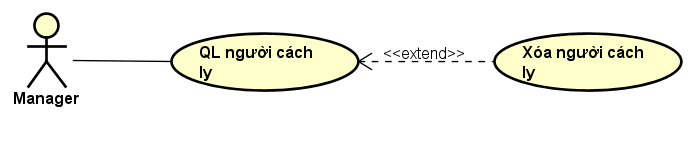 QL người cách
ly
<<extend>>
Xóa người cách
ly
Manager